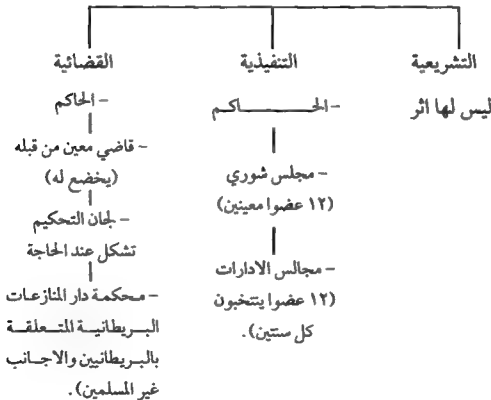 التشريعية
ليس لها اثر
التنفيذية
- الحاكم
- مجلس شوري
(١٢ عضوا معينين)
- مجالس الادارات
(١٢ عضوا ينتخبون
كل سنتين).
القضائية
- الحاكم
- قاضي معين من قبله
(يخضع له)
- لجان التحكيم
تشكل عند الحاجة
- محكمة دار المنازعات
البريطانية المتعلقة
بالبريطانيين والاجانب
غير المسلمين).